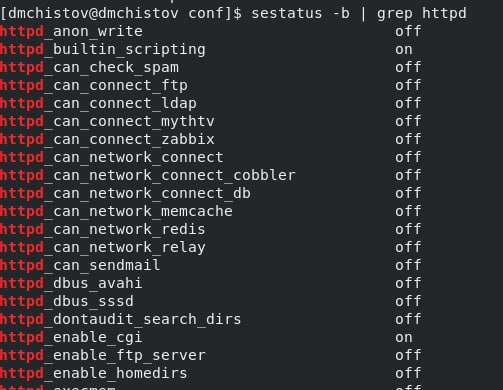 [dmchistov@dmchistov conf]$ sestatus -b | grep httpd
httpd_anon_write off
httpd_builtin_scripting on
httpd_can_check_spam off
httpd_can_connect_ftp off
httpd_can_connect_ldap off
httpd_can_connect_mythtv off
httpd_can_connect_zabbix off
httpd_can_network_connect off
httpd_can_network_connect_cobbler off
httpd_can_network_connect_db off
httpd_can_network_memcache off
httpd_can_network_redis off
httpd_can_network_relay off
httpd_can_sendmail off
httpd_dbus_avahi off
httpd_dbus_sssd off
httpd_dontaudit_search_dirs off
httpd_enable_cgi on
httpd_enable_ftp_server off
httpd_enable_homedirs off